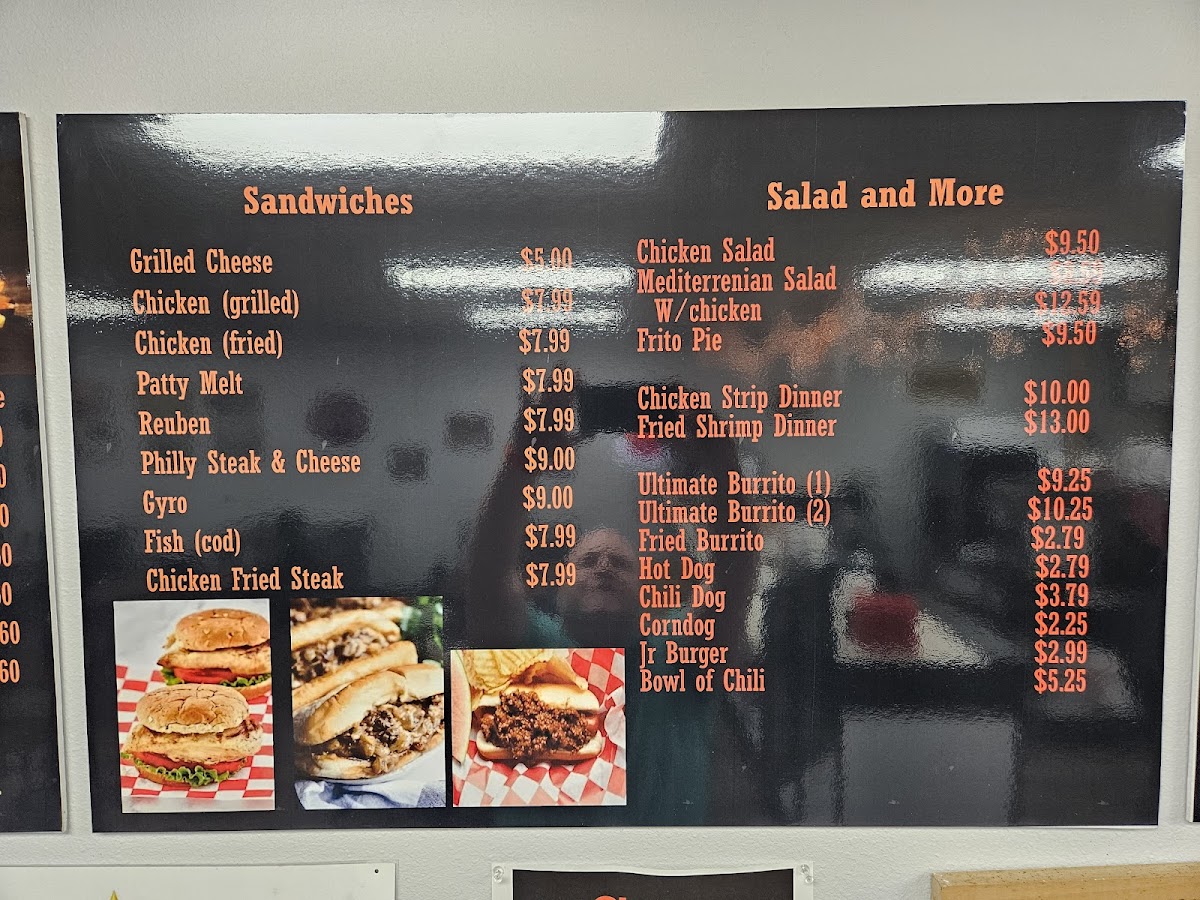 Sandwiches
Grilled Cheese $5.00
Chicken (grilled) $7.99
Chicken (fried) $7.99
Patty Melt $7.99
Reuben $7.99
Philly Steak & Cheese $9.00
Gyro $9.00
Fish (cod) $7.99
Chicken Fried Steak $7.99
Salad and More
Chicken Salad $9.50
Mediterrenian Salad
W/chicken $12.59
Frito Pie $9.50
Chicken Strip Dinner $10.00
Fried Shrimp Dinner $13.00
Ultimate Burrito (1) $9.25
Ultimate Burrito (2) $10.25
Fried Burrito $2.79
Hot Dog $2.79
Chili Dog $3.79
Corndog $2.25
Jr Burger $2.99
Bowl of Chili $5.25
60
60